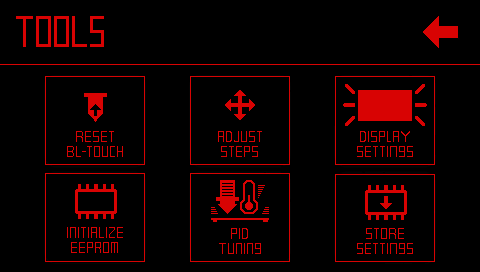 TOOLS
RESET
BL-TOUCH
ADJUST
STEPS
DISPLAY
SETTINGS
INITIALIZE
EEPROM
PID
TUNING
STORE
SETTINGS